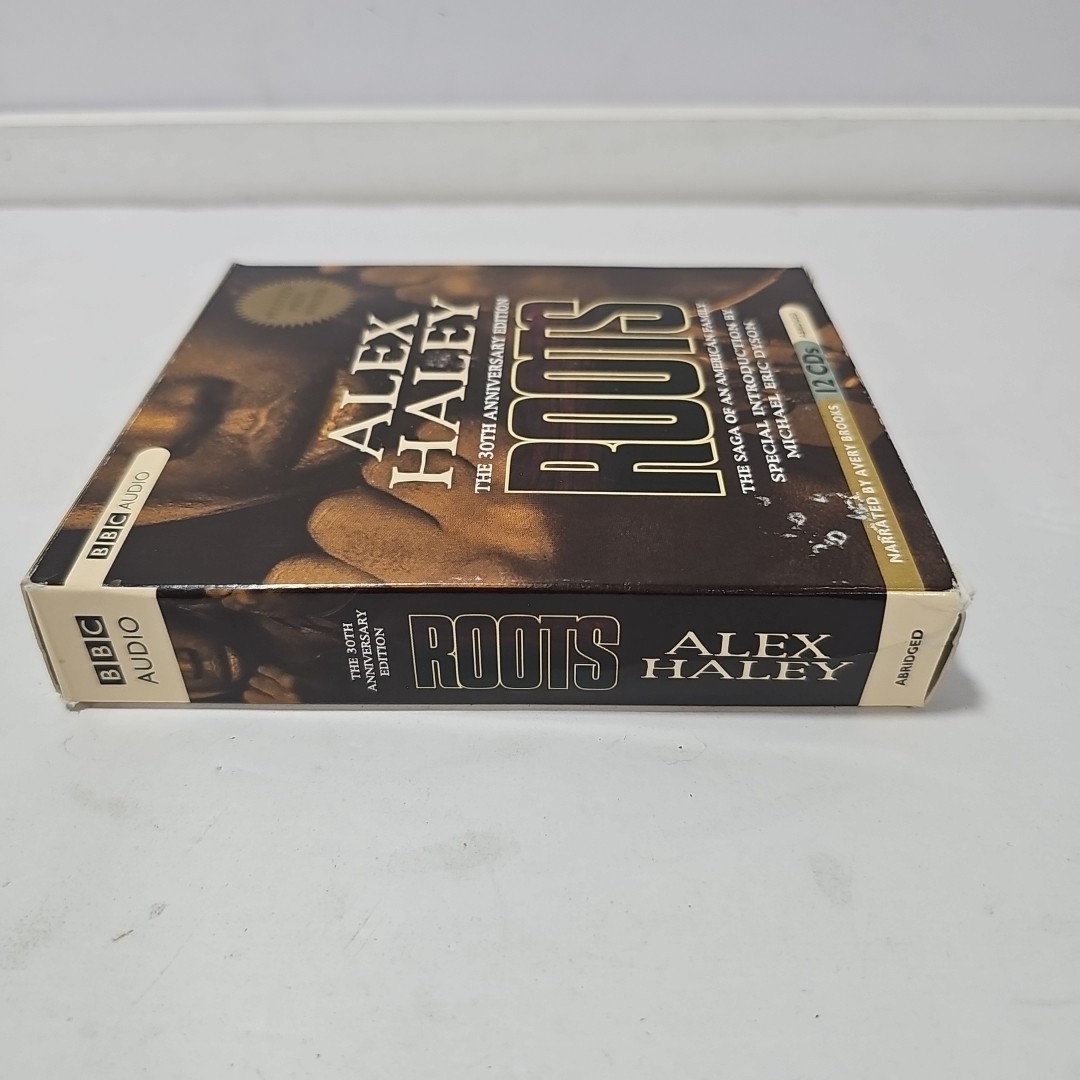 ALEX
HALEY
THE 30TH ANNIVERSARY EDITION
ROOTS
THE SAGA OF AN AMERICAN FAMILY
SPECIAL INTRODUCTION BY
MICHAEL ERIC DYSON
BBC AUDIO
NARRATED BY AVERY BROOKS
12 CDs
BBC
AUDIO
THE 30TH
ANNIVERSARY
EDITION
ROOTS
ALEX
HALEY
ABRIDGED